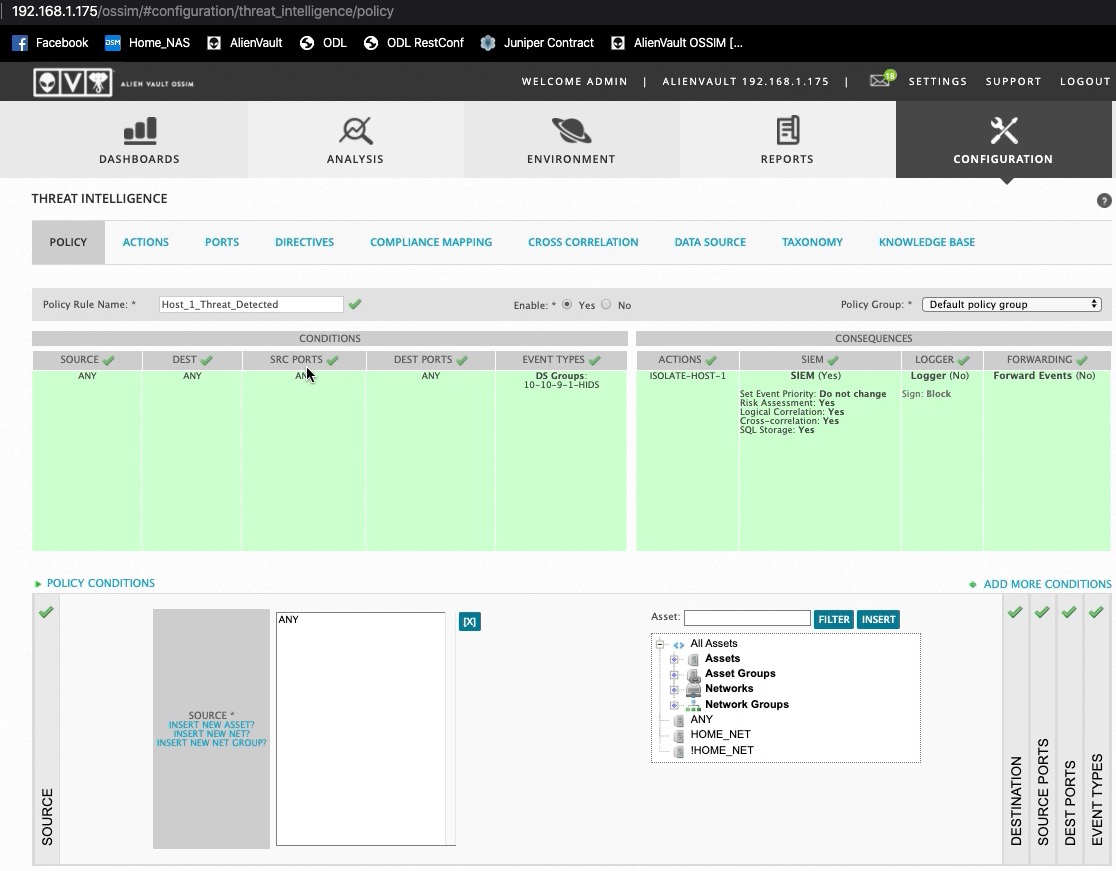 192.168.1.175/ossim/#configuration/threat_intelligence/policy
Facebook DSM Home_NAS AlienVault ODL ODL RestConf Juniper Contract AlienVault OSSIM [...
ALIEN VAULT OSSIM WELCOME ADMIN | ALIENVAULT 192.168.1.175 | 18 SETTINGS SUPPORT LOGOUT
DASHBOARDS ANALYSIS ENVIRONMENT REPORTS CONFIGURATION
THREAT INTELLIGENCE ?
POLICY ACTIONS PORTS DIRECTIVES COMPLIANCE MAPPING CROSS CORRELATION DATA SOURCE TAXONOMY KNOWLEDGE BASE
Policy Rule Name: * Host_1_Threat_Detected Enable: * Yes No Policy Group: * Default policy group
CONDITIONS CONSEQUENCES
SOURCE DEST SRC PORTS DEST PORTS EVENT TYPES ACTIONS SIEM LOGGER FORWARDING
ANY ANY ANY ANY DS Groups: ISOLATE-HOST-1 SIEM (Yes) Logger (No) Forward Events (No)
10-10-9-1-HIDS
Set Event Priority: Do not change Sign: Block
Risk Assessment: Yes
Logical Correlation: Yes
Cross-correlation: Yes
SQL Storage: Yes
POLICY CONDITIONS ADD MORE CONDITIONS
ANY [X] Asset: FILTER INSERT
All Assets
Assets
Asset Groups
Networks
Network Groups
ANY
HOME_NET
!HOME_NET
SOURCE *
INSERT NEW ASSET?
INSERT NEW NET?
INSERT NEW NET GROUP?
SOURCE
DESTINATION
SOURCE PORTS
DEST PORTS
EVENT TYPES